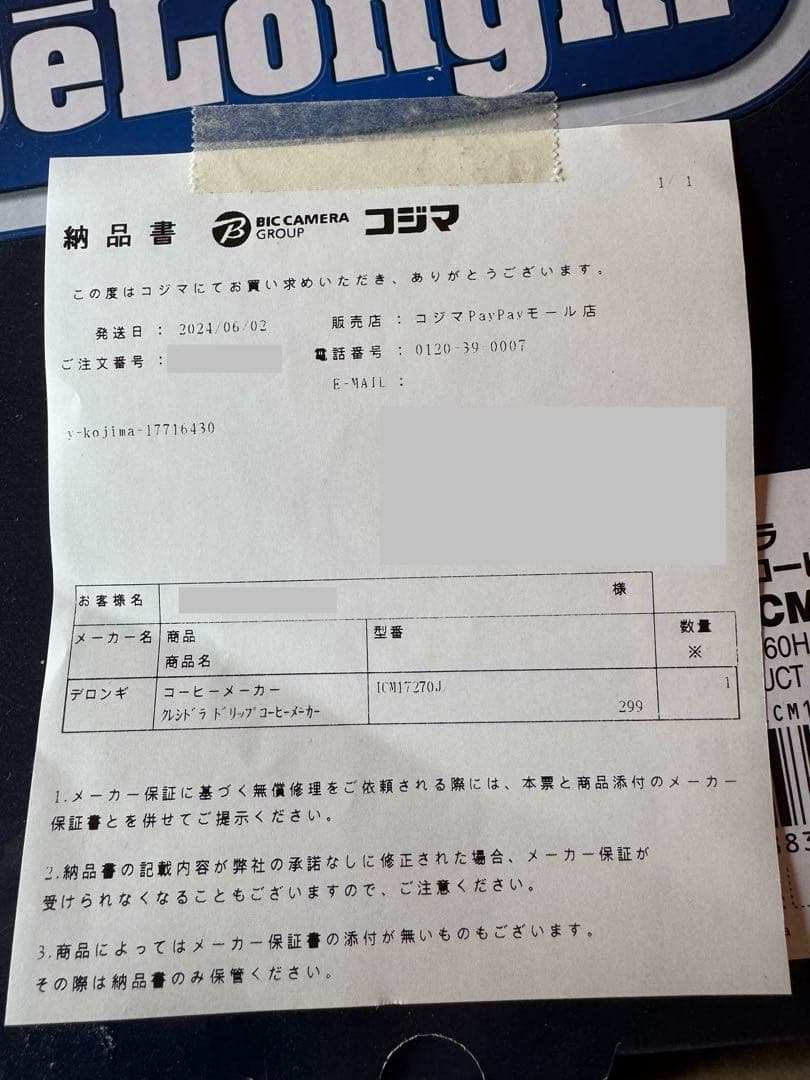 DēLonghi
1/ 1
納品書 B BIC CAMERA GROUP コジマ
この度はコジマにてお買い求めいただき、ありがとうございます。
発送日 : 2024/06/02
販売店 : コジマPayPayモール店
ご注文番号 :
電話番号 : 0120-39-0007
E-MAIL :
y-kojima-17716430
お客様名 様
メーカー名 商品 型番 数量
商品名 ※
デロンギ コーヒーメーカー ICM17270J/ 1
クレシドラ ドリップコーヒーメーカー 299
1.メーカー保証に基づく無償修理をご依頼される際には、本票と商品添付のメーカー
保証書とを併せてご提示ください。
2.納品書の記載内容が弊社の承諾なしに修正された場合、メーカー保証が
受けられなくなることもございますので、ご注意ください。
3.商品によってはメーカー保証書の添付が無いものもございます。
その際は納品書のみ保管ください。
ラ
コーヒ
CM
60H
UCT
CM1